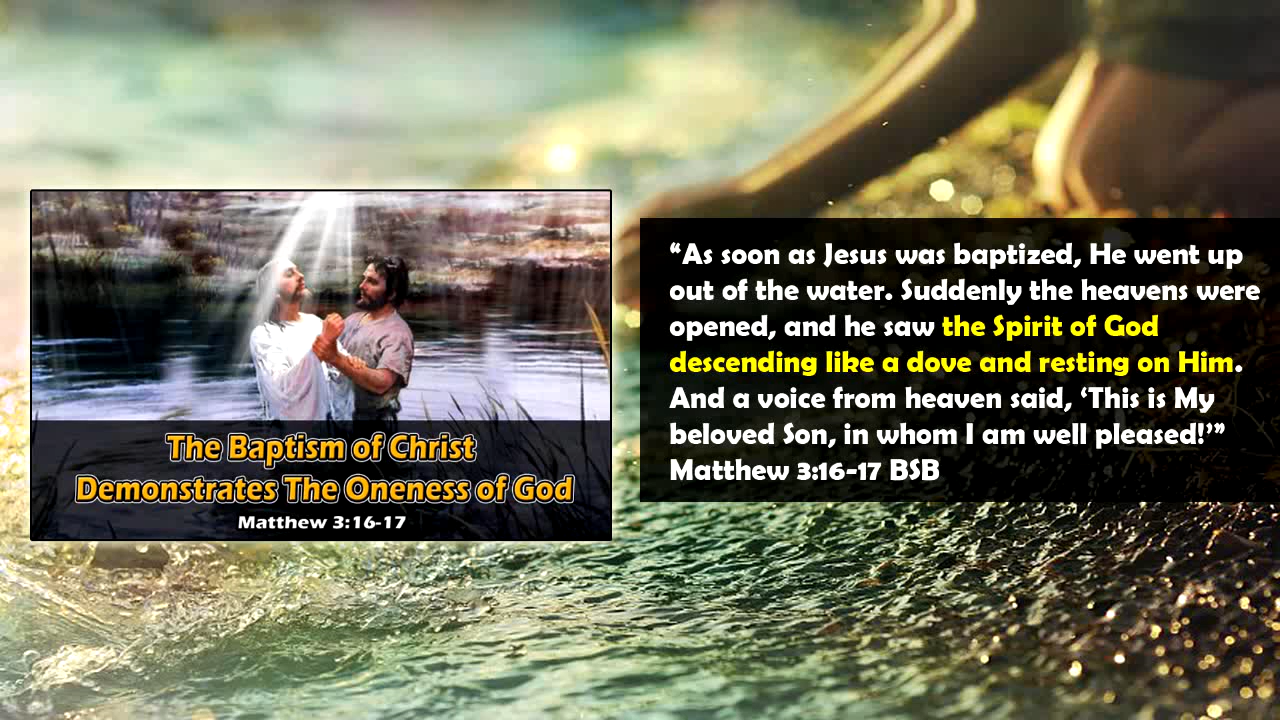 The Baptism of Christ
Demonstrates The Oneness of God
Matthew 3:16-17
“As soon as Jesus was baptized, He went up
out of the water. Suddenly the heavens were
opened, and he saw the Spirit of God
descending like a dove and resting on Him.
And a voice from heaven said, ‘This is My
beloved Son, in whom I am well pleased!’”
Matthew 3:16-17 BSB